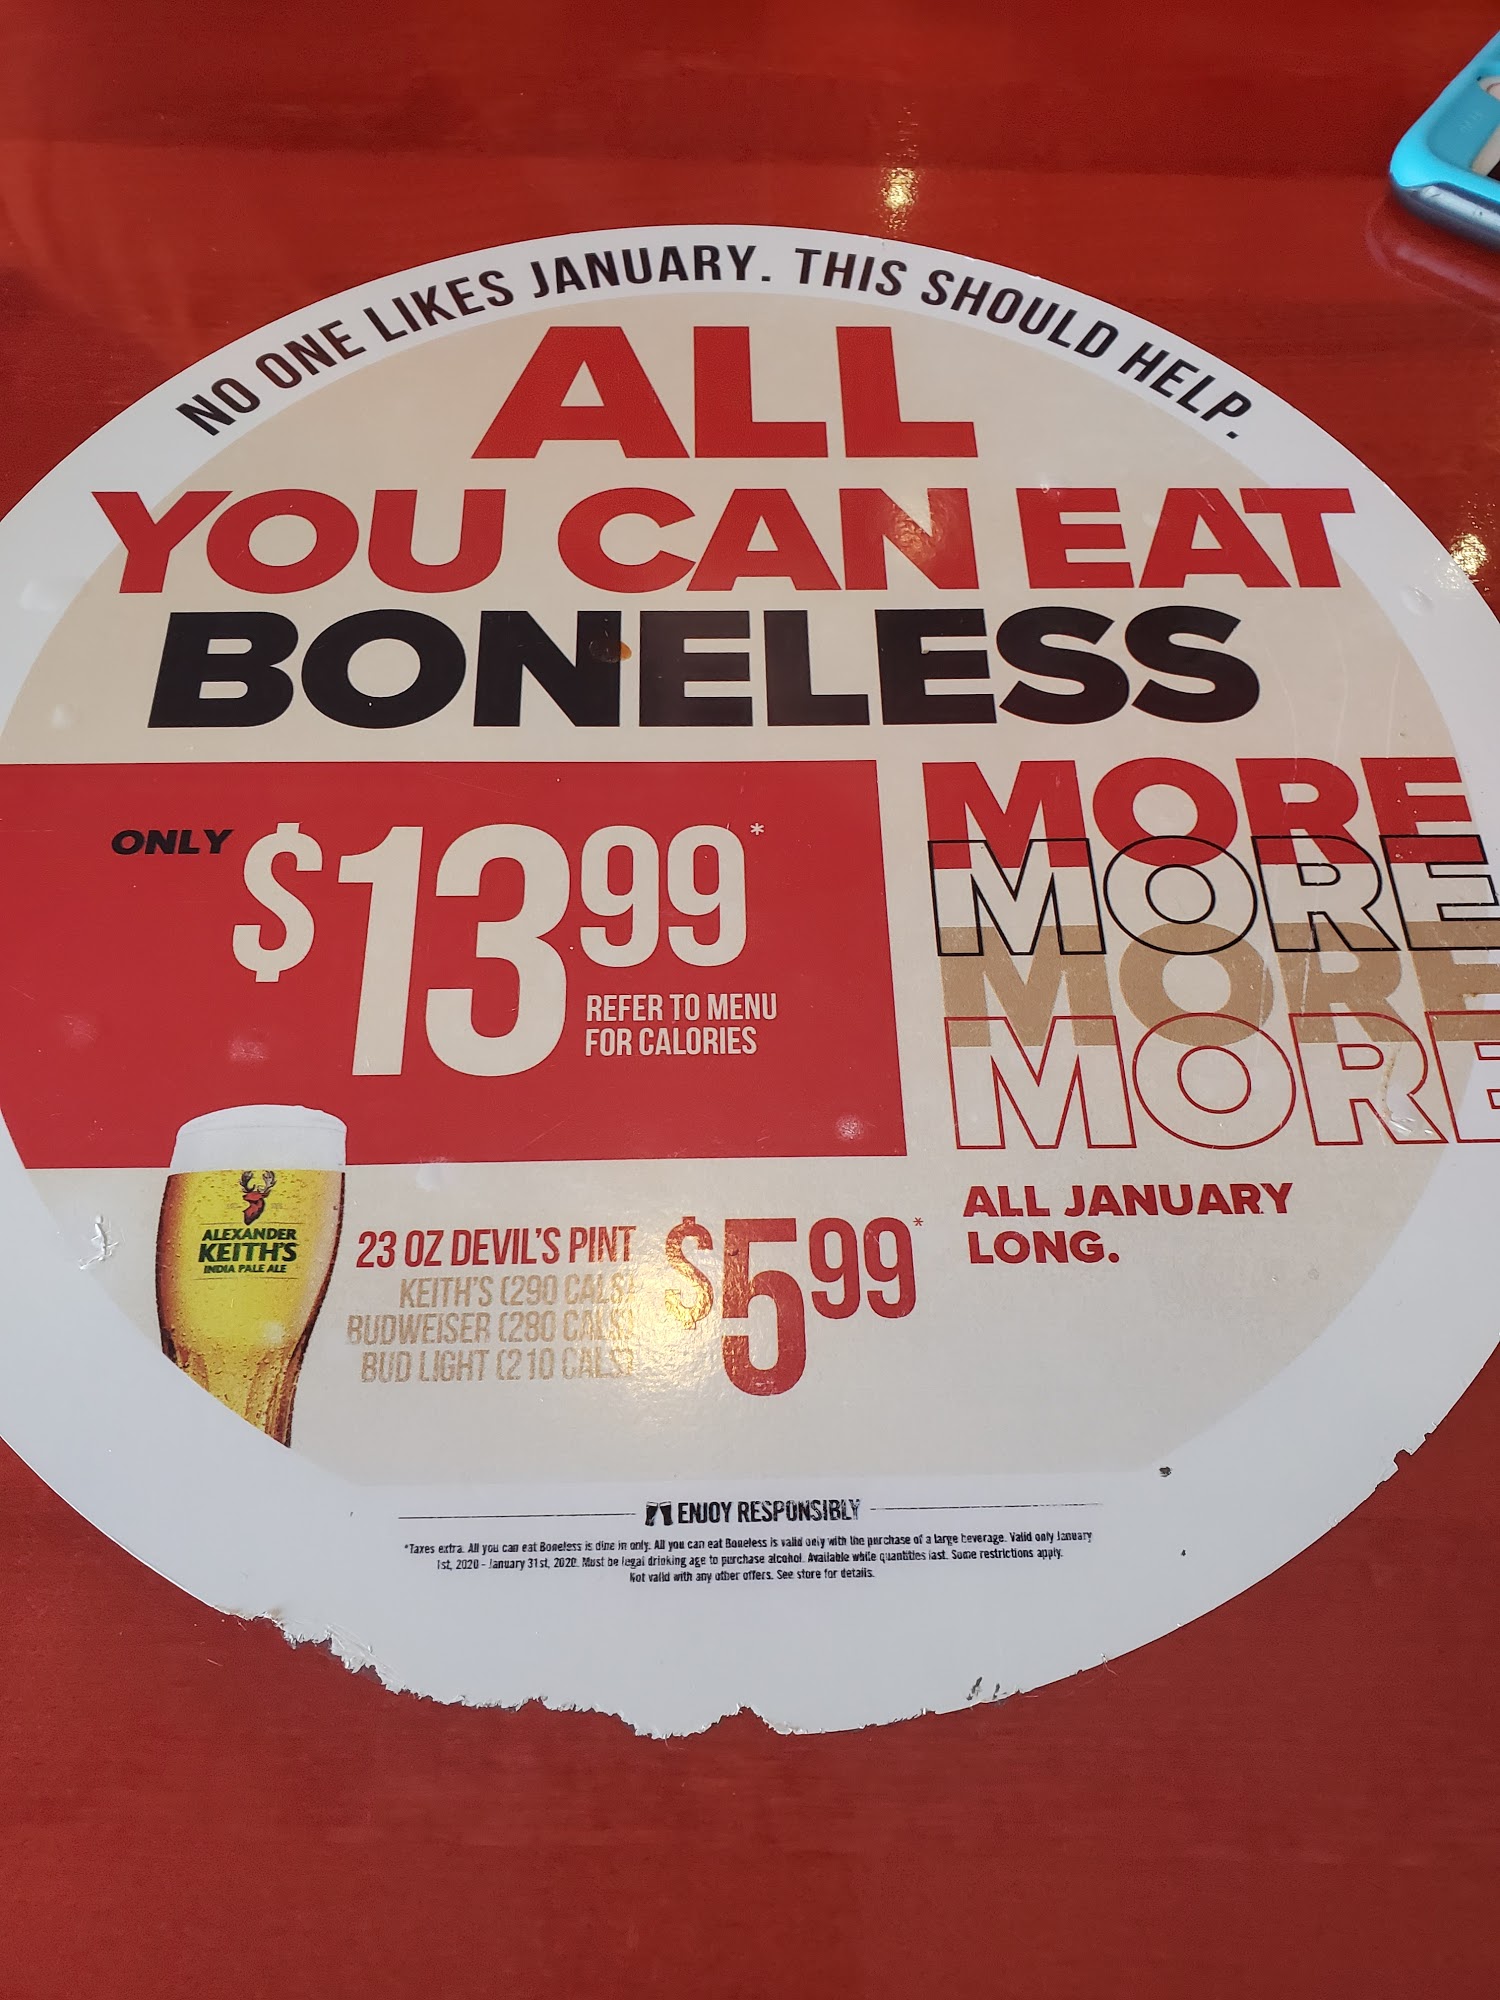 NO ONE LIKES JANUARY. THIS SHOULD HELP.
ALL
YOU CAN EAT
BONELESS
ONLY $13.99*
REFER TO MENU
FOR CALORIES
MORE
MORE
MORE
MORE
ALL JANUARY
LONG.
ALEXANDER
KEITH'S
INDIA PALE ALE
23 OZ DEVIL'S PINT $5.99*
KEITH'S (290 CALS)
BUDWEISER (280 CALS)
BUD LIGHT (210 CALS)
ENJOY RESPONSIBLY
*Taxes extra. All you can eat Boneless is dine in only. All you can eat Boneless is valid only with the purchase of a large beverage. Valid only January
1st, 2020 - January 31st, 2020. Must be legal drinking age to purchase alcohol. Available while quantities last. Some restrictions apply.
Not valid with any other offers. See store for details.